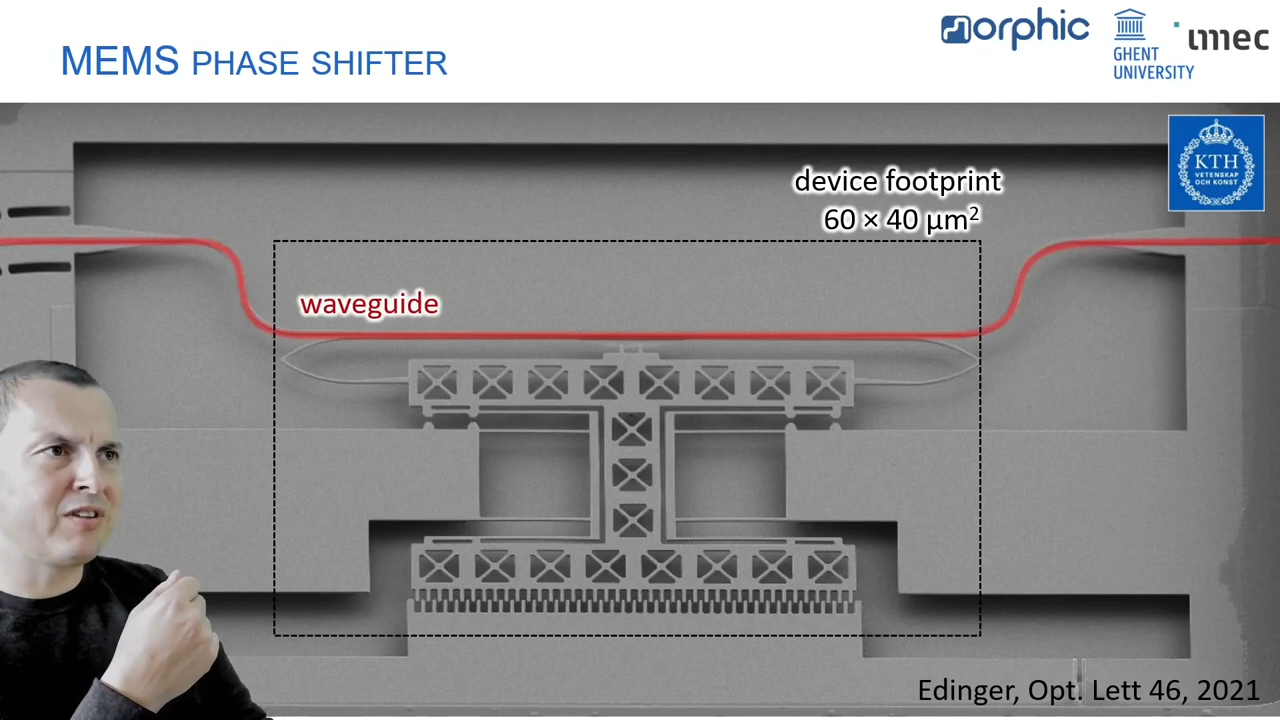 MEMS PHASE SHIFTER
morphic
GHENT
UNIVERSITY
imec
KTH
VETENSKAP
OCH KONST
device footprint
60 × 40 µm²
waveguide
Edinger, Opt. Lett 46, 2021